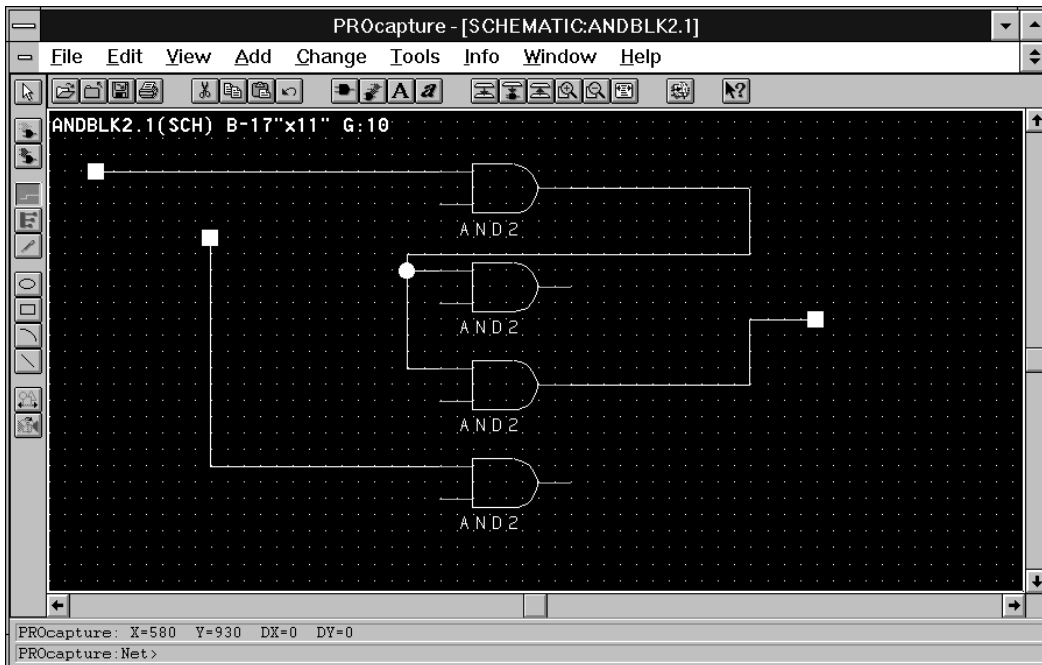 PROcapture - [SCHEMATIC:ANDBLK2.1]
File Edit View Add Change Tools Info Window Help
A a
ANDBLK2.1(SCH) B-17"x11" G:10
AND2
AND2
AND2
AND2
PROcapture: X=580 Y=930 DX=0 DY=0
PROcapture:Net>